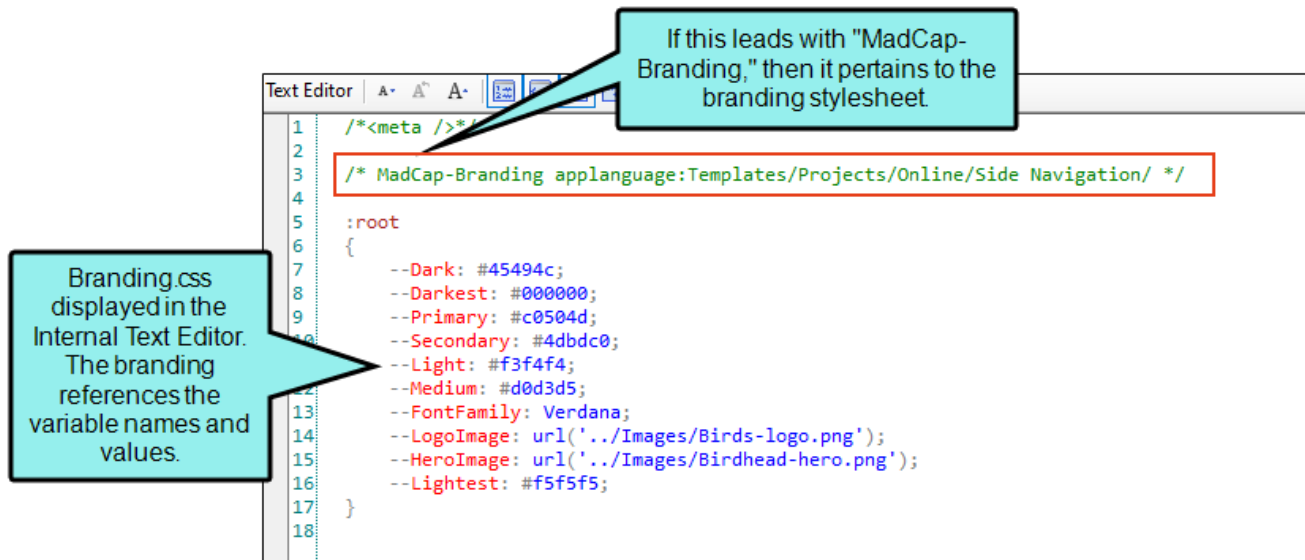 If this leads with "MadCap-
Branding," then it pertains to the
branding stylesheet.
Text Editor
1 /*<meta />*/
2
3 /* MadCap-Branding applanguage:Templates/Projects/Online/Side Navigation/ */
4
5 :root
6 {
7 --Dark: #45494c;
8 --Darkest: #000000;
9 --Primary: #c0504d;
10 --Secondary: #4dbdc0;
--Light: #f3f4f4;
12 --Medium: #d0d3d5;
13 --FontFamily: Verdana;
14 --LogoImage: url('../Images/Birds-logo.png');
15 --HeroImage: url('../Images/Birdhead-hero.png');
16 --Lightest: #f5f5f5;
17 }
18
Branding.css
displayed in the
Internal Text Editor.
The branding
references the
variable names and
values.